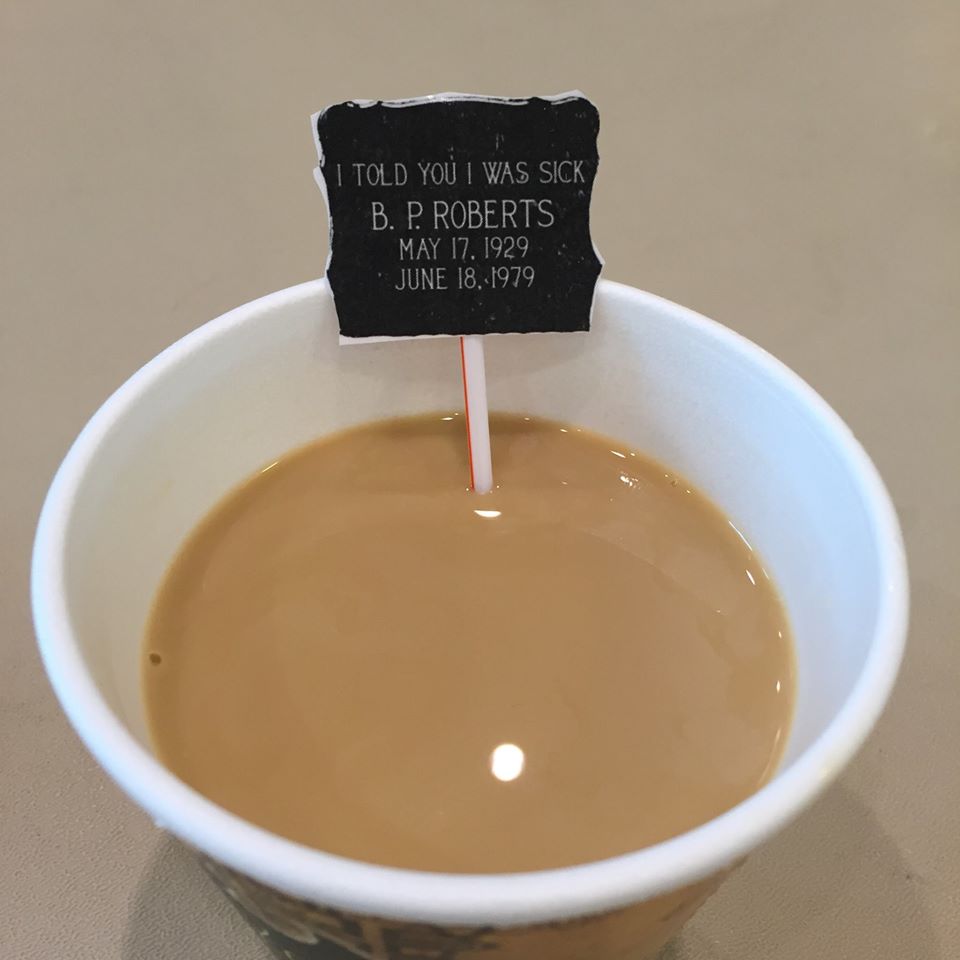 I TOLD YOU I WAS SICK
B. P. ROBERTS
MAY 17, 1929
JUNE 18, 1979